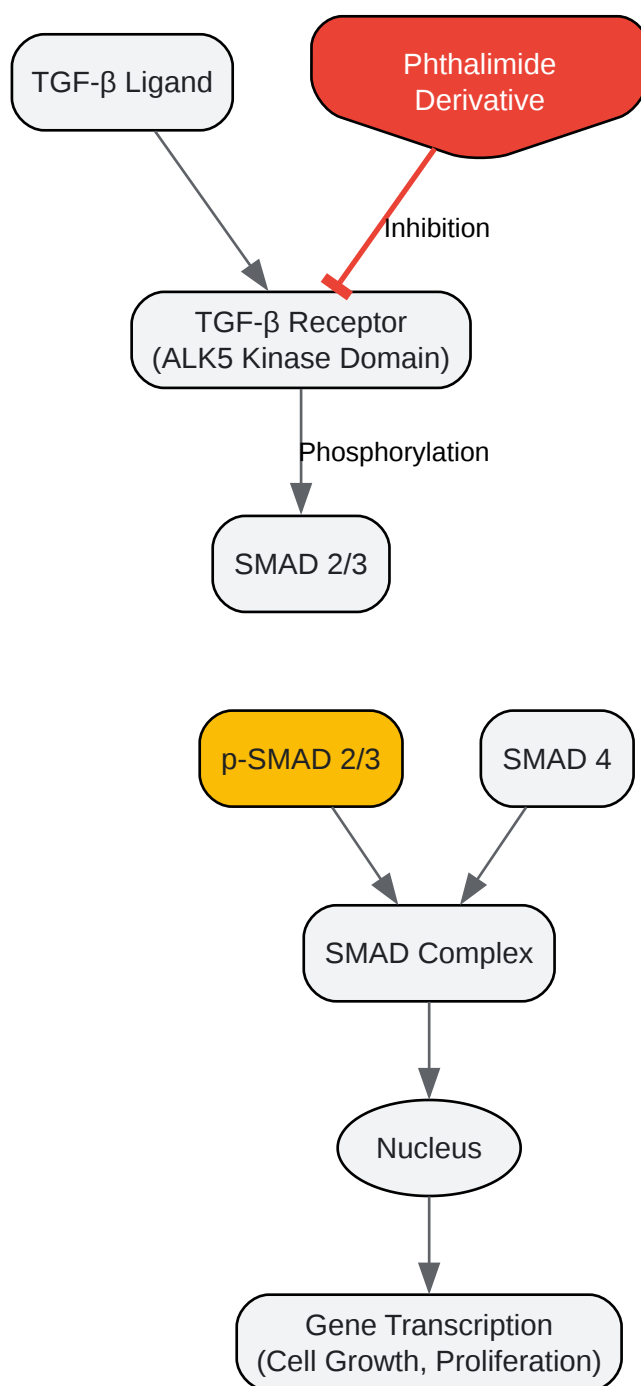 TGF-β Ligand
Phthalimide
Derivative
Inhibition
TGF-β Receptor
(ALK5 Kinase Domain)
Phosphorylation
SMAD 2/3
p-SMAD 2/3
SMAD 4
SMAD Complex
Nucleus
Gene Transcription
(Cell Growth, Proliferation)